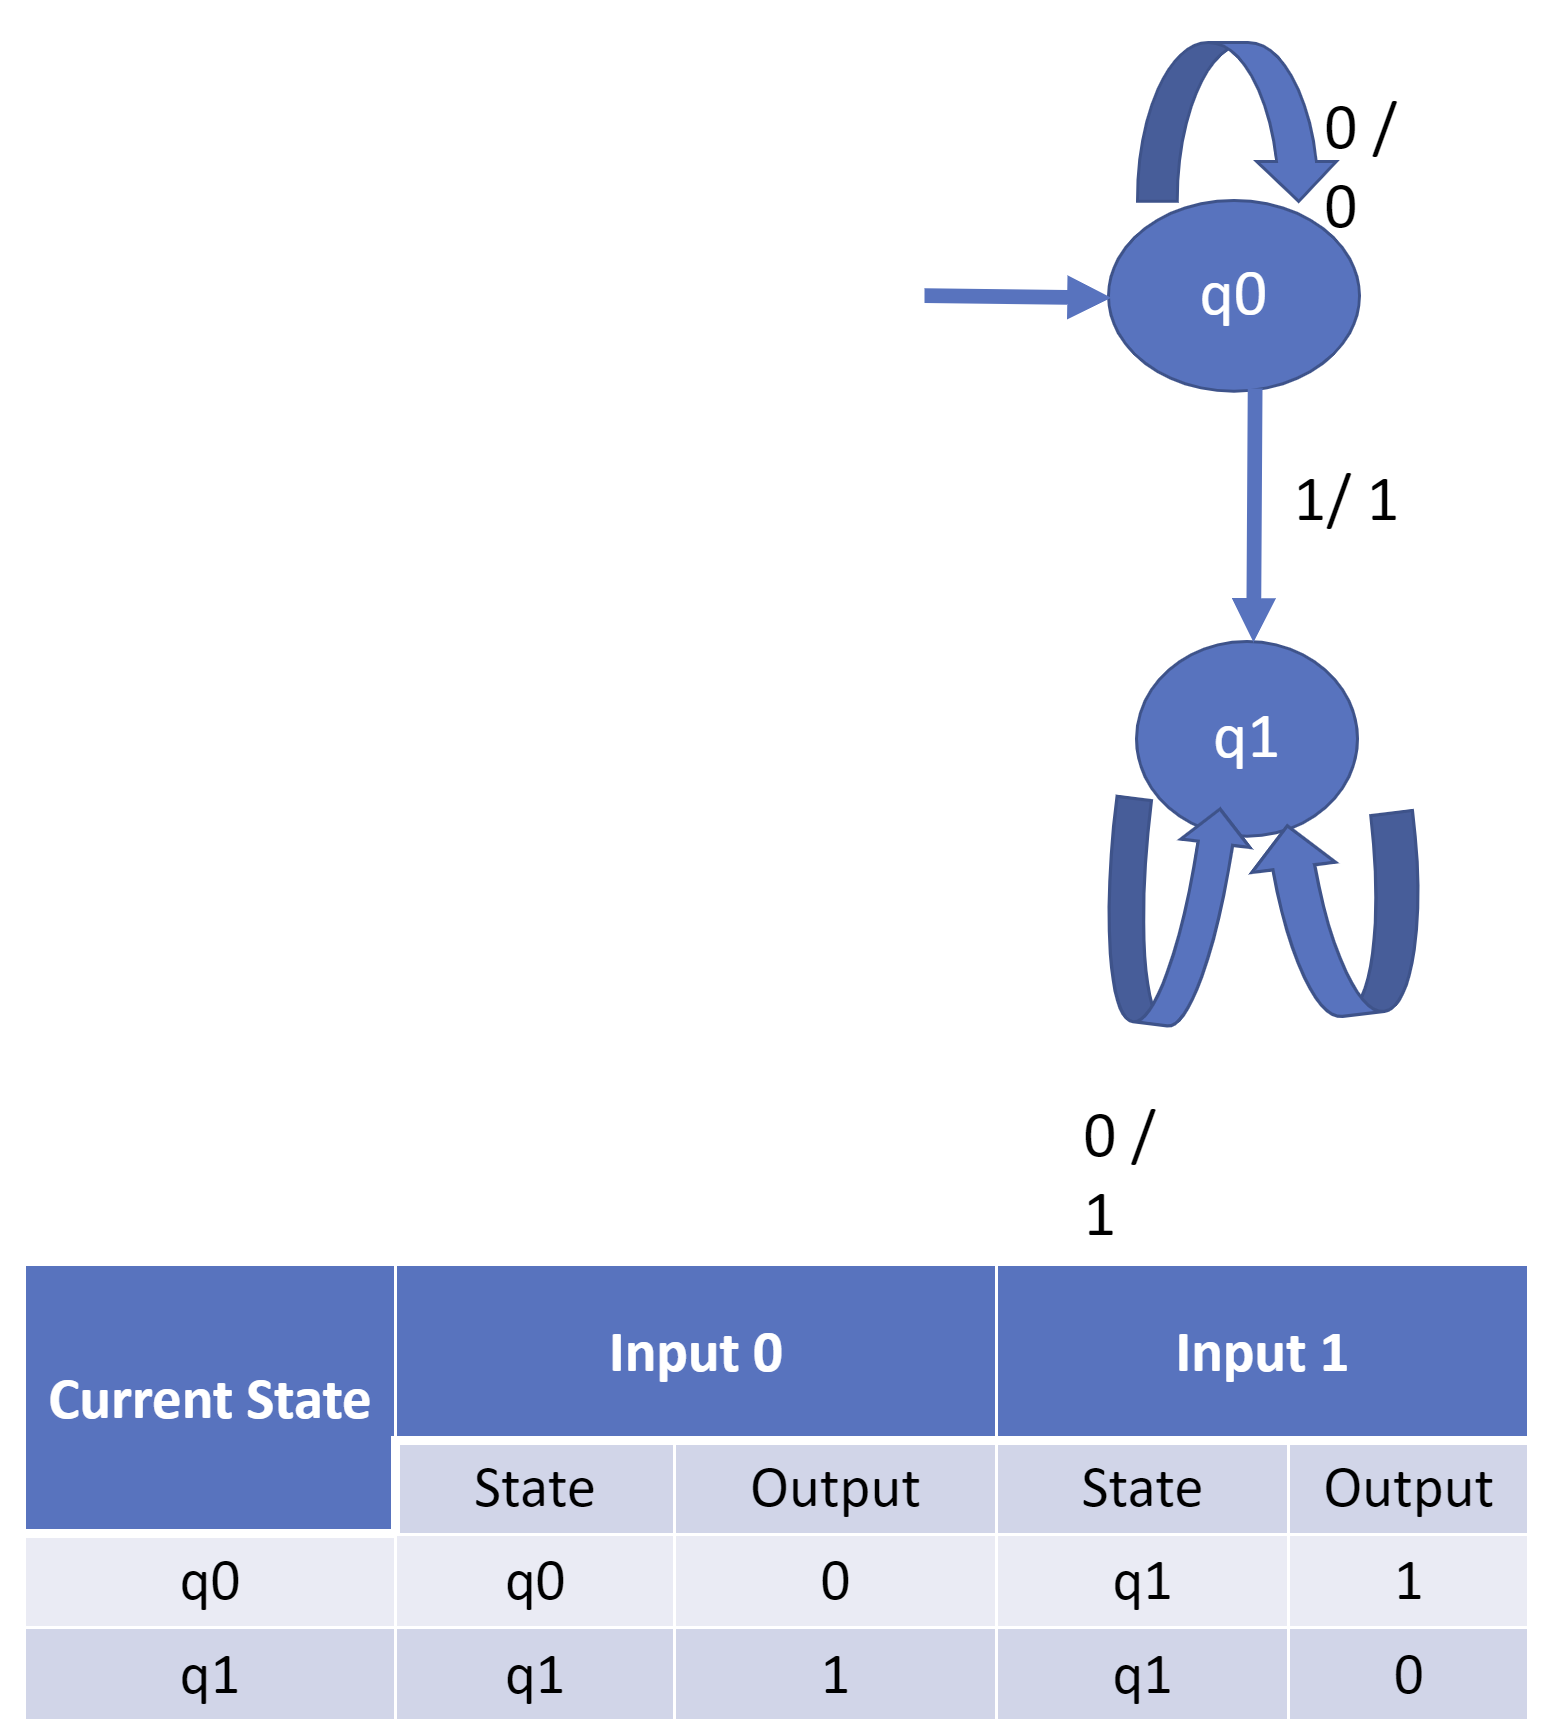 0 /
0
q0
1/ 1
q1
0 /
1
Current State Input 0 Input 1
State Output State Output
q0 q0 0 q1 1
q1 q1 1 q1 0